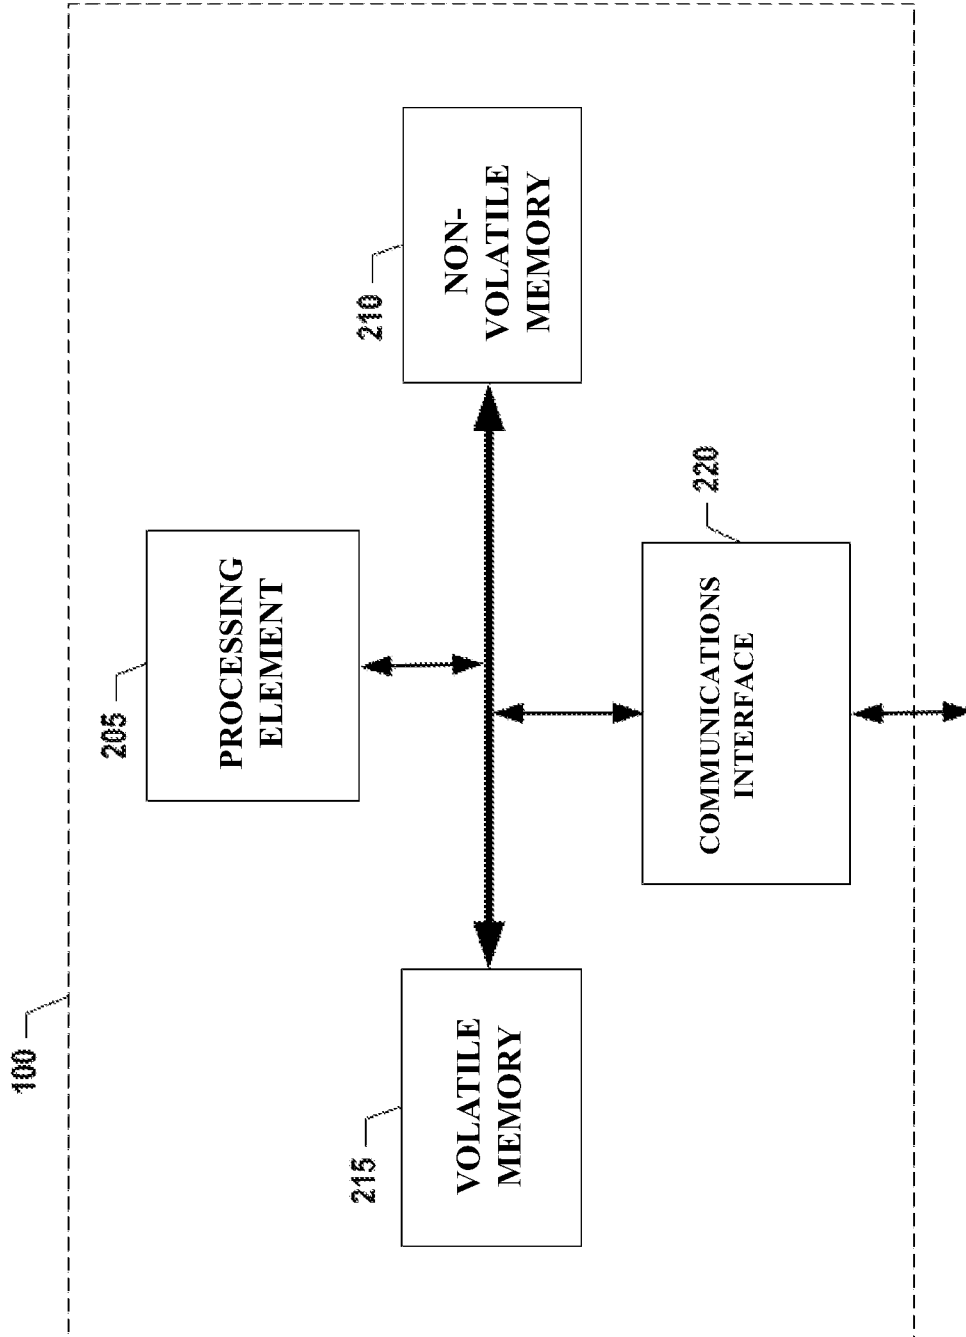 100
205
PROCESSING
ELEMENT
215
VOLATILE
MEMORY
210
NON-
VOLATILE
MEMORY
220
COMMUNICATIONS
INTERFACE